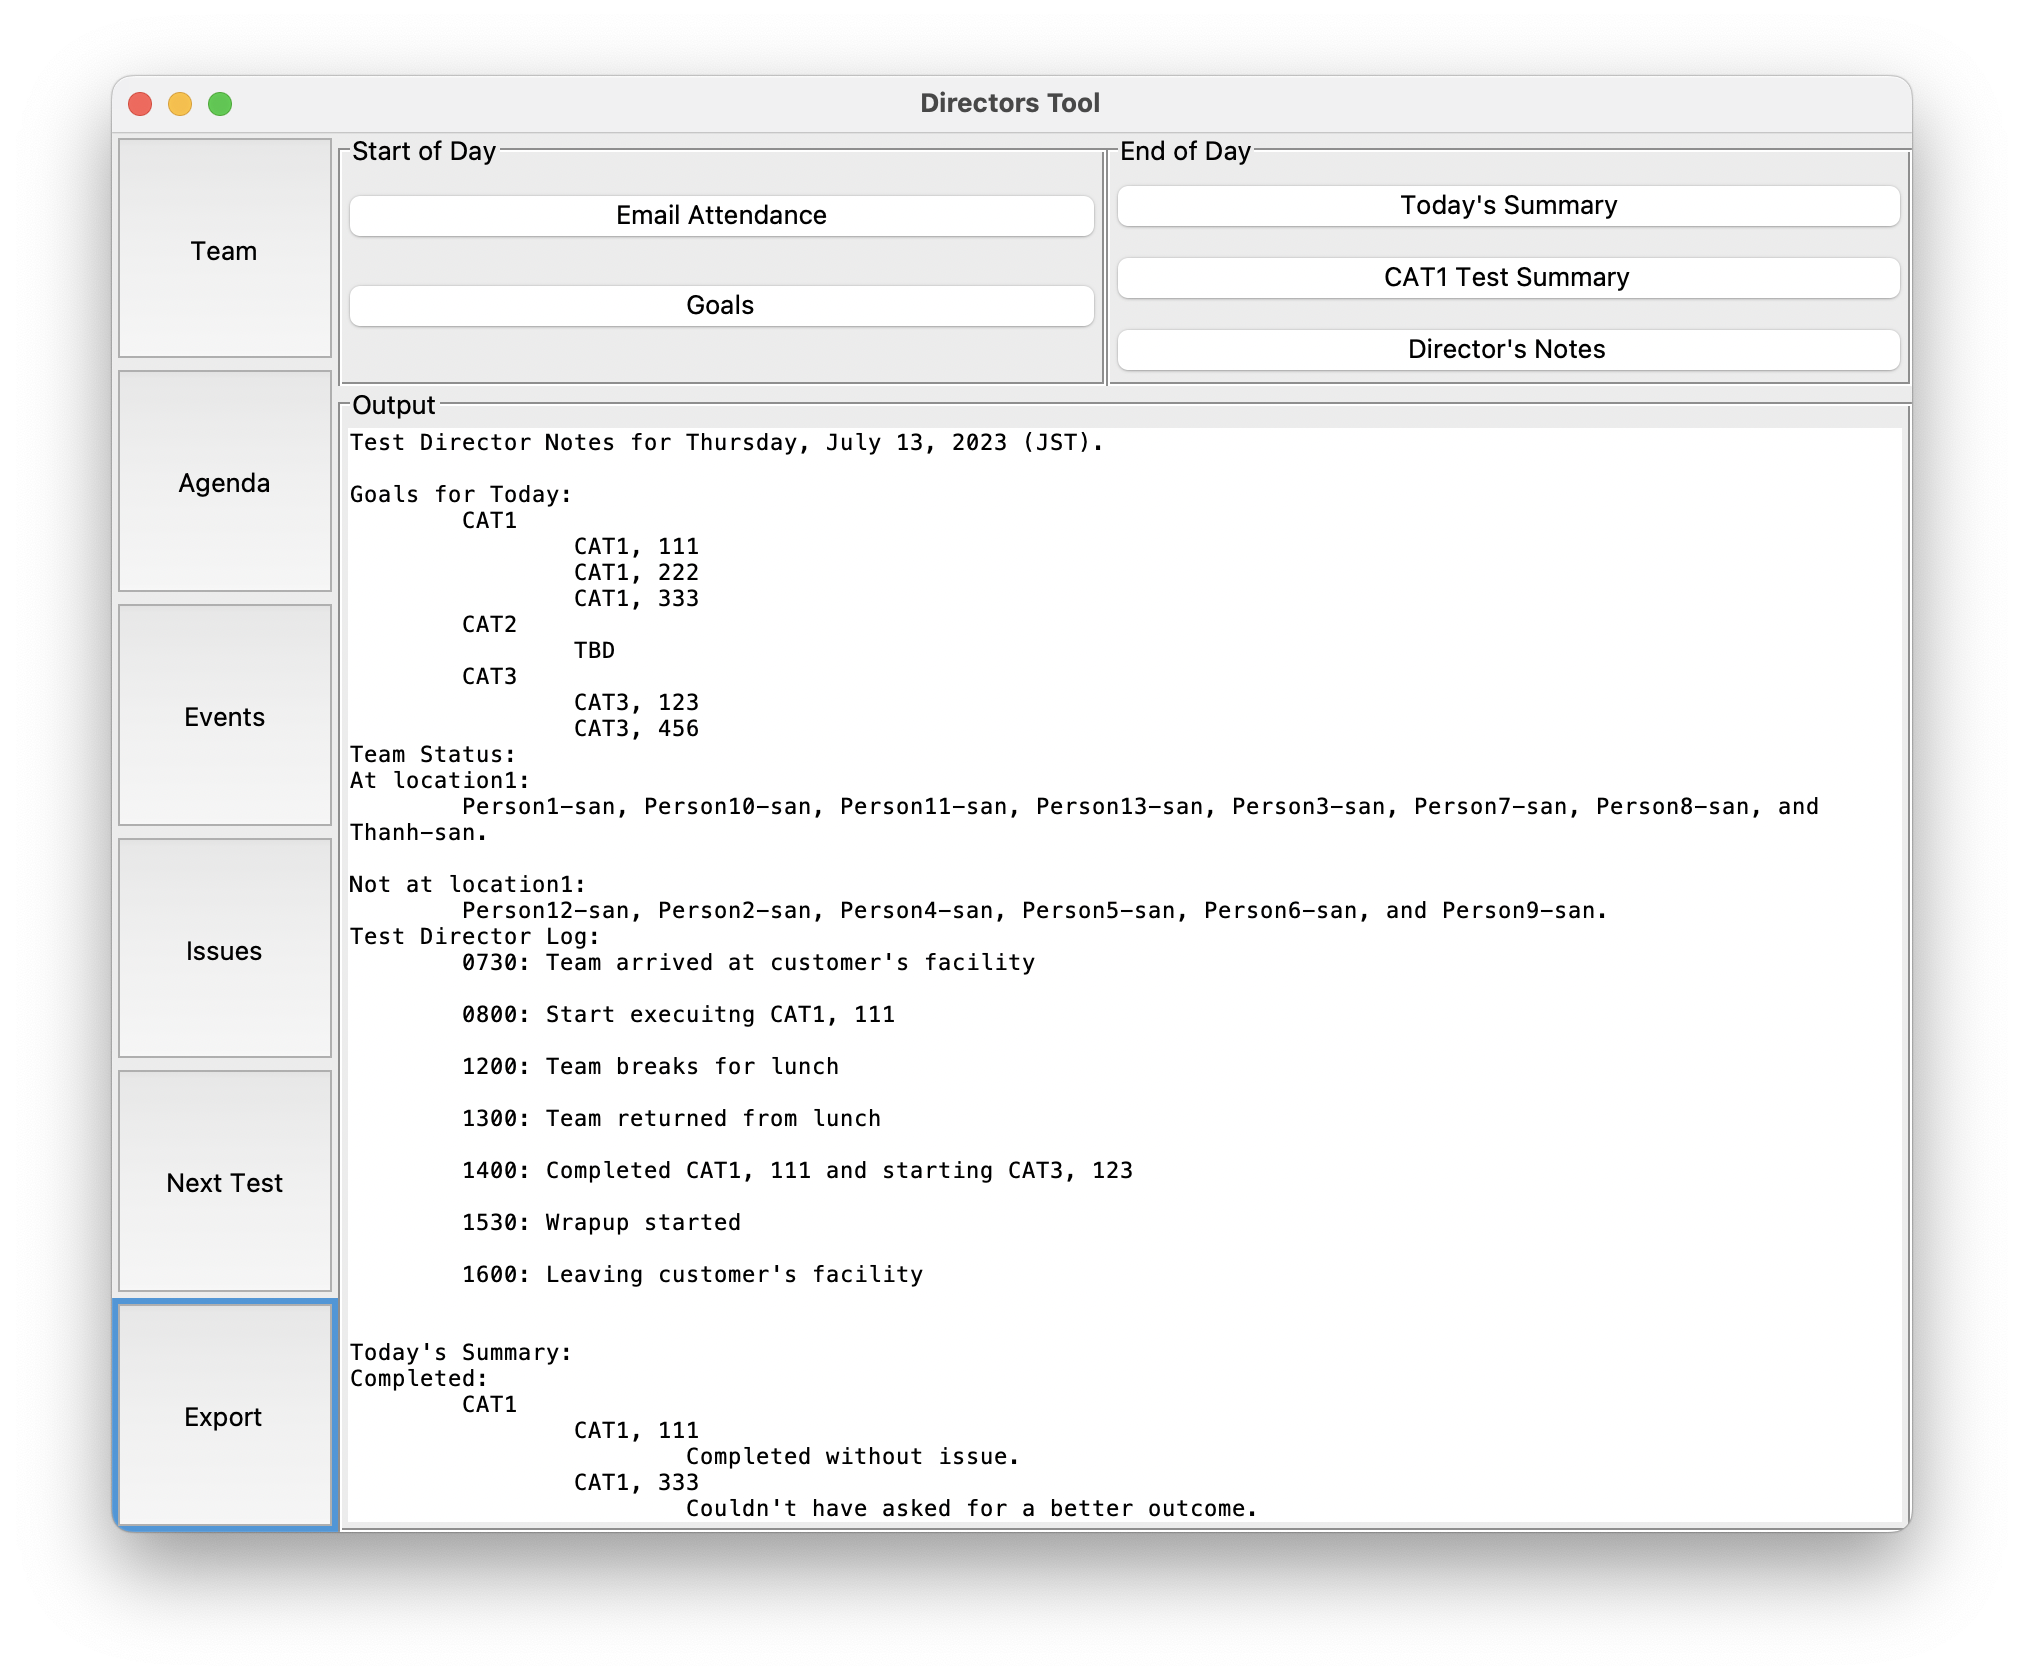 Directors Tool
Team
Agenda
Events
Issues
Next Test
Export
Start of Day
Email Attendance
Goals
End of Day
Today's Summary
CAT1 Test Summary
Director's Notes
Output
Test Director Notes for Thursday, July 13, 2023 (JST).
Goals for Today:
CAT1
CAT1, 111
CAT1, 222
CAT1, 333
CAT2
TBD
CAT3
CAT3, 123
CAT3, 456
Team Status:
At location1:
Person1-san, Person10-san, Person11-san, Person13-san, Person3-san, Person7-san, Person8-san, and
Thanh-san.
Not at location1:
Person12-san, Person2-san, Person4-san, Person5-san, Person6-san, and Person9-san.
Test Director Log:
0730: Team arrived at customer's facility
0800: Start execuitng CAT1, 111
1200: Team breaks for lunch
1300: Team returned from lunch
1400: Completed CAT1, 111 and starting CAT3, 123
1530: Wrapup started
1600: Leaving customer's facility
Today's Summary:
Completed:
CAT1
CAT1, 111
Completed without issue.
CAT1, 333
Couldn't have asked for a better outcome.